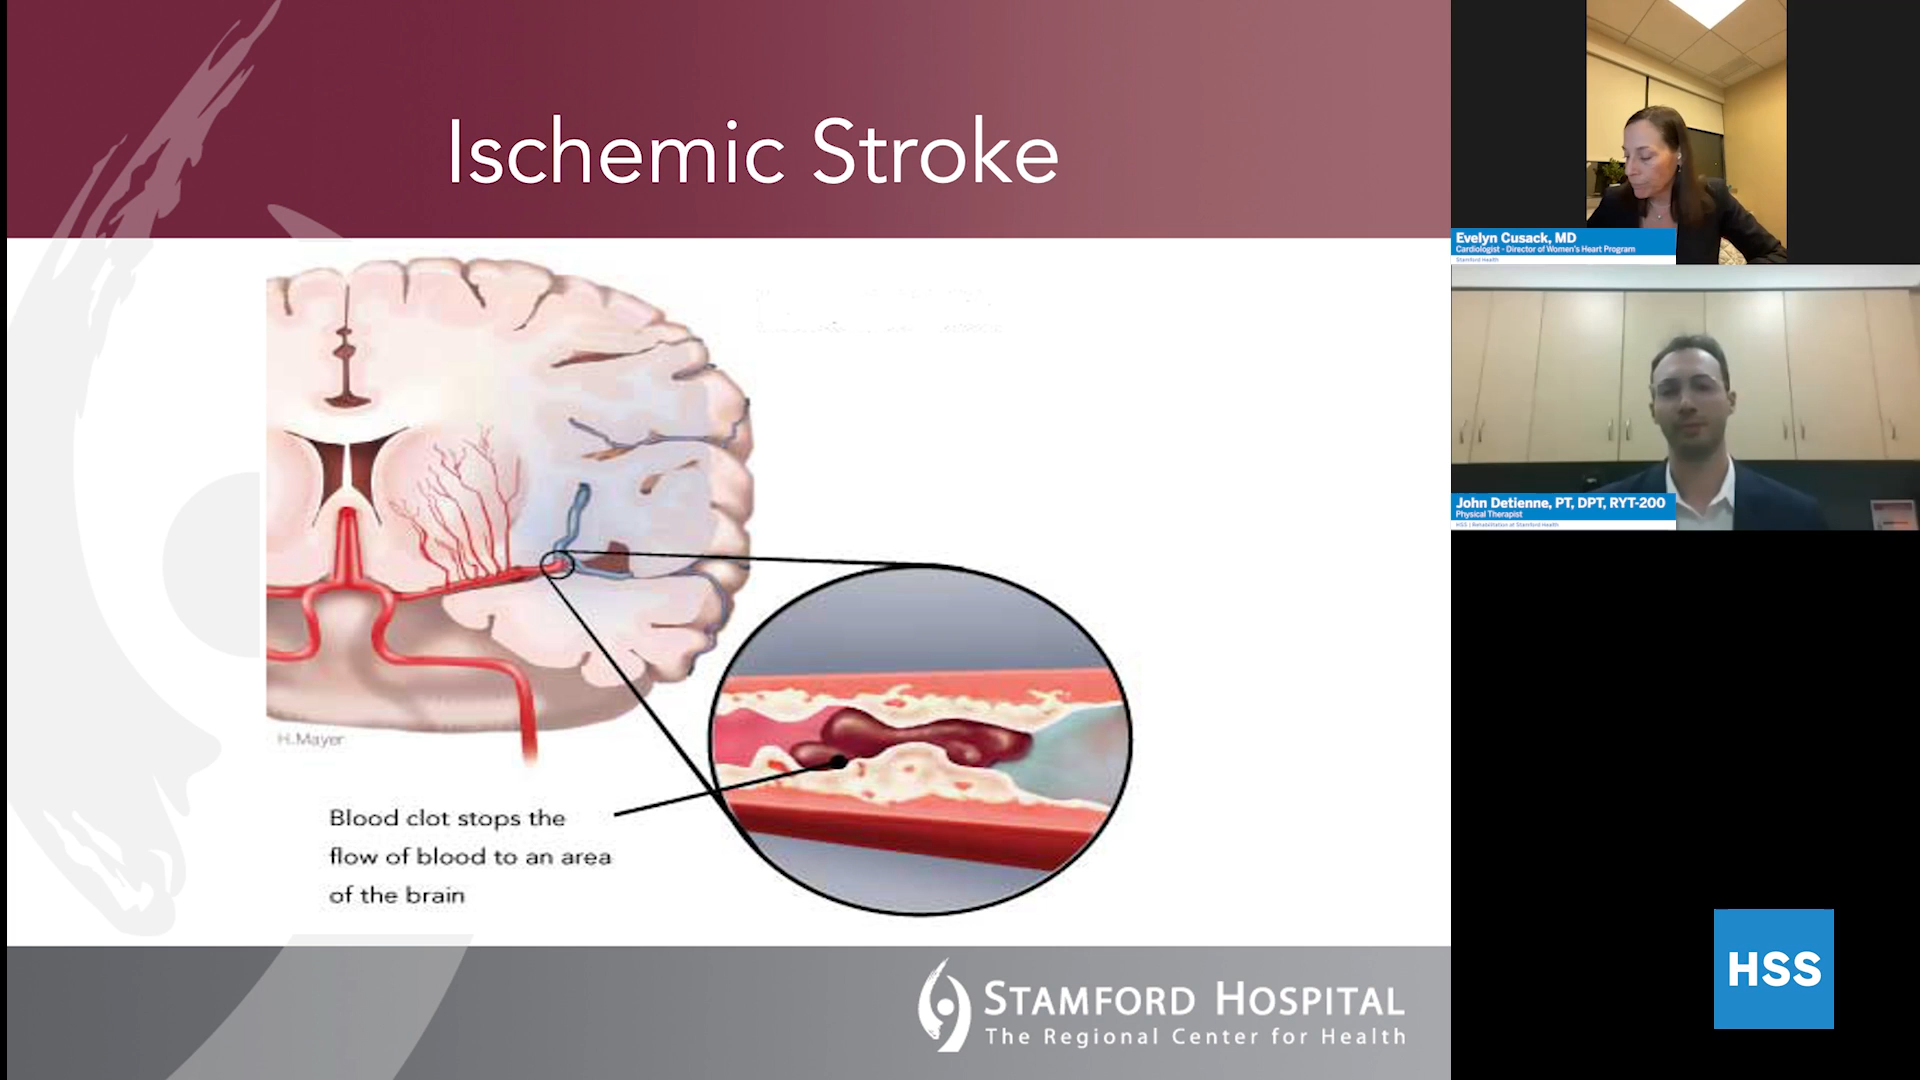 Ischemic Stroke
H.Mayer
Blood clot stops the
flow of blood to an area
of the brain
STAMFORD HOSPITAL
The Regional Center for Health
Evelyn Cusack, MD
Cardiologist - Director of Women's Heart Program
Stamford Health
John Detienne, PT, DPT, RYT-200
Physical Therapist
HSS | Rehabilitation at Stamford Health
HSS